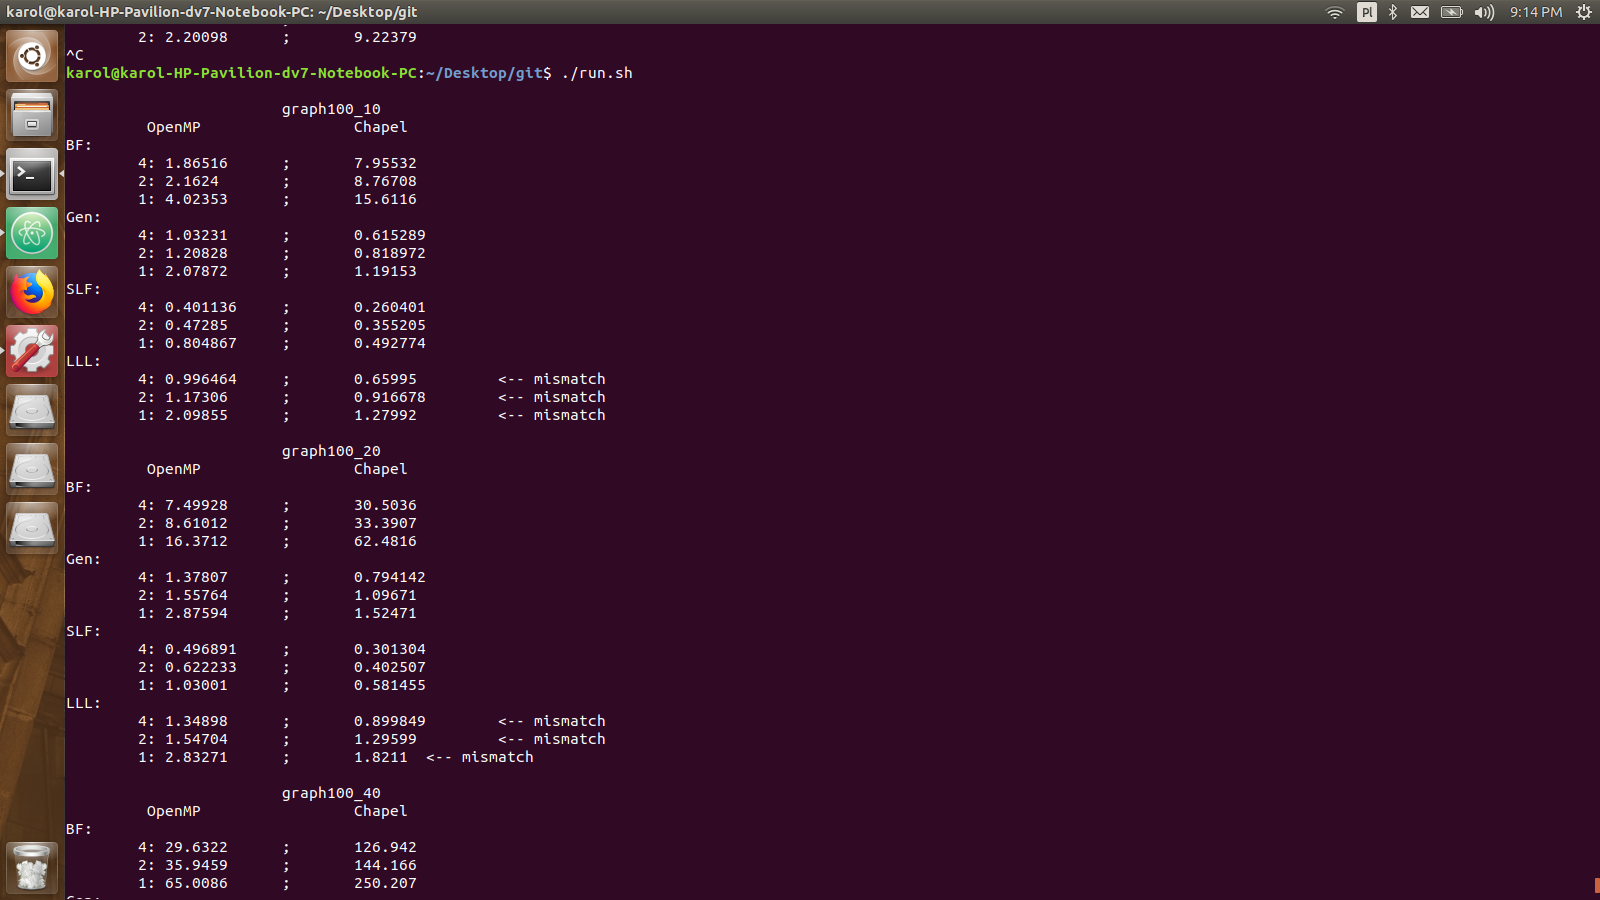 karol@karol-HP-Pavilion-dv7-Notebook-PC: ~/Desktop/git
Pl
9:14 PM
2: 2.20098 ; 9.22379
^C
karol@karol-HP-Pavilion-dv7-Notebook-PC:~/Desktop/git$ ./run.sh
graph100_10
OpenMP Chapel
BF:
4: 1.86516 ; 7.95532
2: 2.1624 ; 8.76708
1: 4.02353 ; 15.6116
Gen:
4: 1.03231 ; 0.615289
2: 1.20828 ; 0.818972
1: 2.07872 ; 1.19153
SLF:
4: 0.401136 ; 0.260401
2: 0.47285 ; 0.355205
1: 0.804867 ; 0.492774
LLL:
4: 0.996464 ; 0.65995 <-- mismatch
2: 1.17306 ; 0.916678 <-- mismatch
1: 2.09855 ; 1.27992 <-- mismatch
graph100_20
OpenMP Chapel
BF:
4: 7.49928 ; 30.5036
2: 8.61012 ; 33.3907
1: 16.3712 ; 62.4816
Gen:
4: 1.37807 ; 0.794142
2: 1.55764 ; 1.09671
1: 2.87594 ; 1.52471
SLF:
4: 0.496891 ; 0.301304
2: 0.622233 ; 0.402507
1: 1.03001 ; 0.581455
LLL:
4: 1.34898 ; 0.899849 <-- mismatch
2: 1.54704 ; 1.29599 <-- mismatch
1: 2.83271 ; 1.8211 <-- mismatch
graph100_40
OpenMP Chapel
BF:
4: 29.6322 ; 126.942
2: 35.9459 ; 144.166
1: 65.0086 ; 250.207